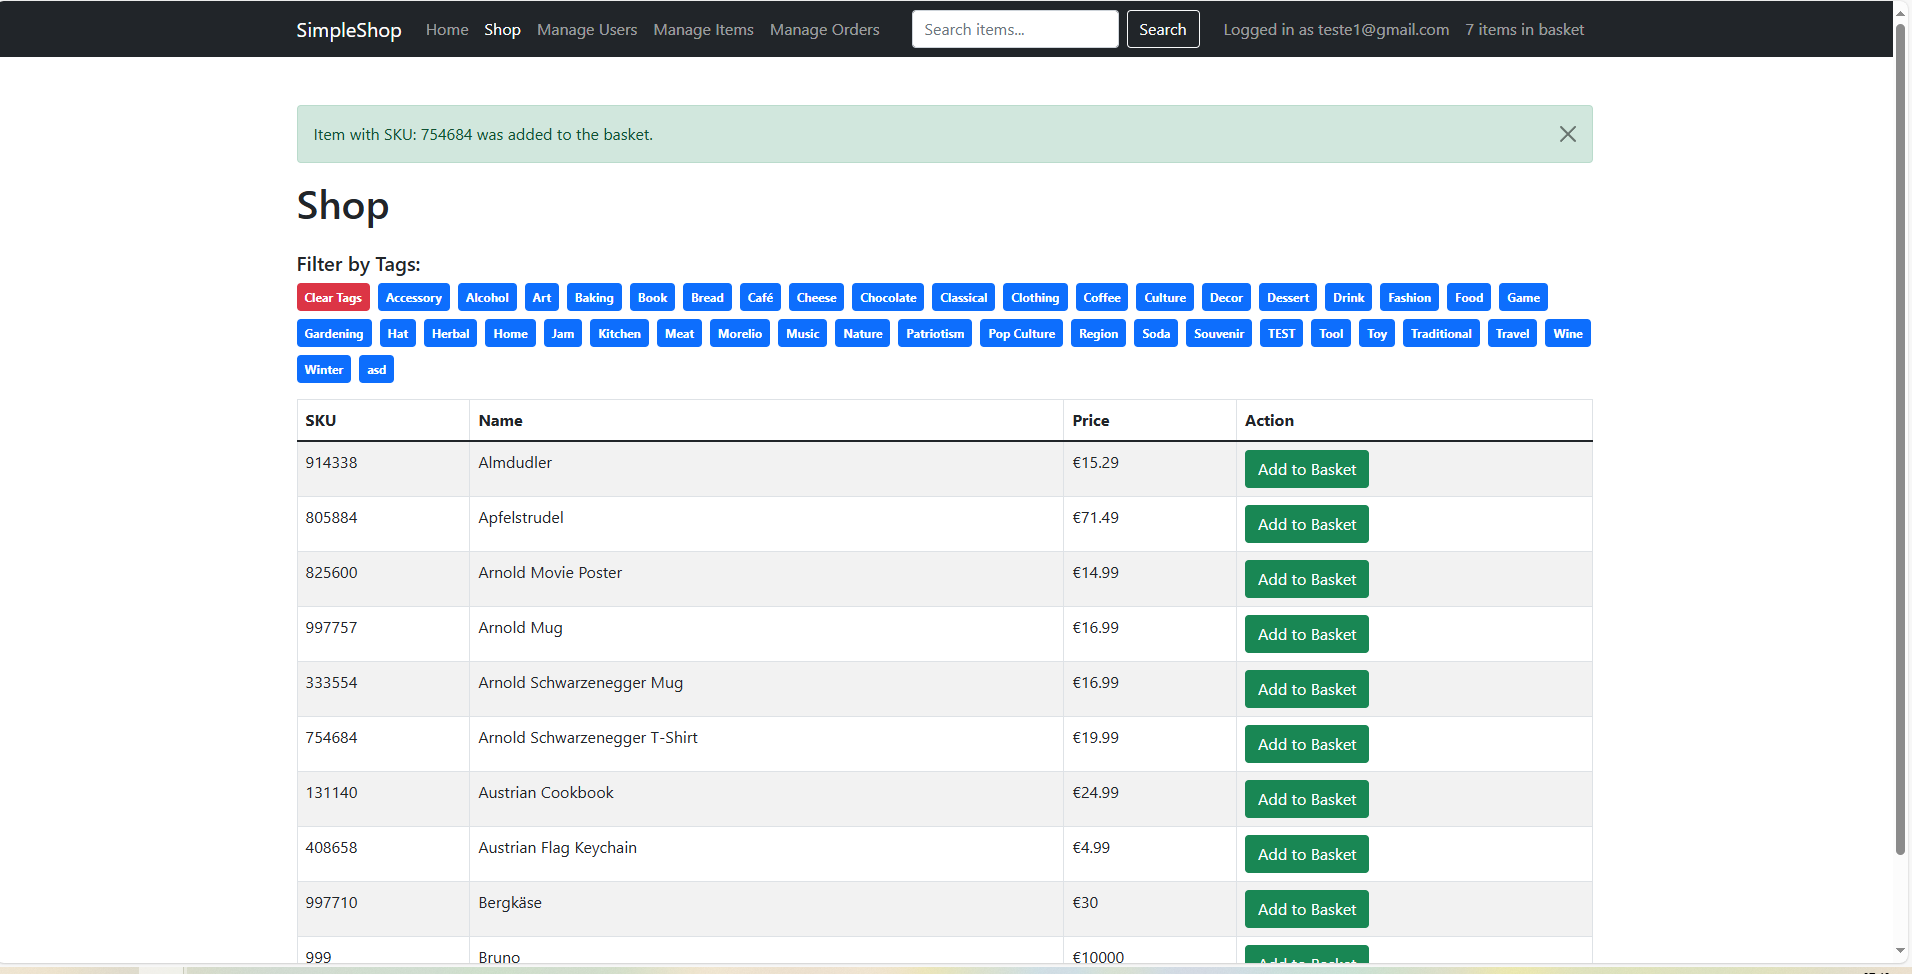 SimpleShop Home Shop Manage Users Manage Items Manage Orders Search items... Search Logged in as teste1@gmail.com 7 items in basket
Item with SKU: 754684 was added to the basket.
Shop
Filter by Tags:
Clear Tags Accessory Alcohol Art Baking Book Bread Café Cheese Chocolate Classical Clothing Coffee Culture Decor Dessert Drink Fashion Food Game
Gardening Hat Herbal Home Jam Kitchen Meat Morelio Music Nature Patriotism Pop Culture Region Soda Souvenir TEST Tool Toy Traditional Travel Wine
Winter asd
SKU Name Price Action
914338 Almdudler €15.29 Add to Basket
805884 Apfelstrudel €71.49 Add to Basket
825600 Arnold Movie Poster €14.99 Add to Basket
997757 Arnold Mug €16.99 Add to Basket
333554 Arnold Schwarzenegger Mug €16.99 Add to Basket
754684 Arnold Schwarzenegger T-Shirt €19.99 Add to Basket
131140 Austrian Cookbook €24.99 Add to Basket
408658 Austrian Flag Keychain €4.99 Add to Basket
997710 Bergkäse €30 Add to Basket
999 Bruno €10000 Add to Basket